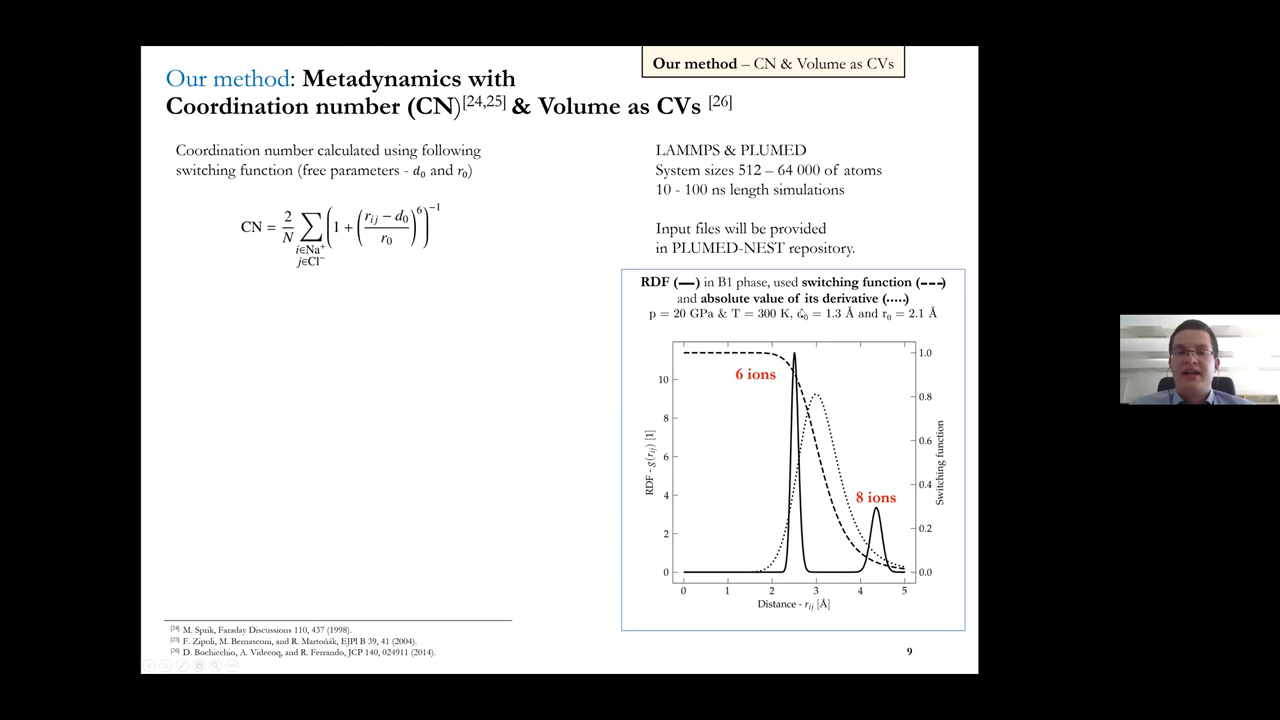 Our method – CN & Volume as CVs
Our method: Metadynamics with
Coordination number (CN)[24,25] & Volume as CVs [26]
Coordination number calculated using following
switching function (free parameters - d0 and r0)
CN = 2/N ∑ i∈Na+ j∈Cl− (1 + ((rij − d0)/r0)^6)^−1
LAMMPS & PLUMED
System sizes 512 – 64 000 of atoms
10 - 100 ns length simulations
Input files will be provided
in PLUMED-NEST repository.
RDF (—) in B1 phase, used switching function (---)
and absolute value of its derivative (.....)
p = 20 GPa & T = 300 K, d0 = 1.3 Å and r0 = 2.1 Å
6 ions
8 ions
RDF - g(rij) [1]
0 2 4 6 8 10
Switching function
0.0 0.2 0.4 0.6 0.8 1.0
0 1 2 3 4 5
Distance - rij [Å]
[24] M. Sprik, Faraday Discussions 110, 437 (1998).
[25] F. Zipoli, M. Bernasconi, and R. Martoňák, EJPJ B 39, 41 (2004).
[26] D. Bochicchio, A. Videcoq, and R. Ferrando, JCP 140, 024911 (2014).
9